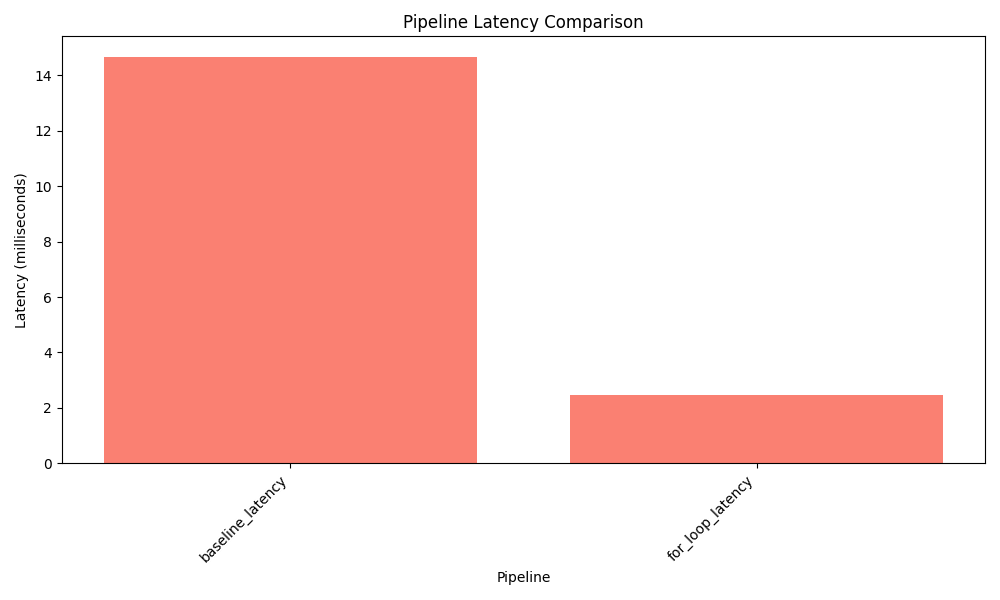 Pipeline Latency Comparison
Latency (milliseconds)
14
12
10
8
6
4
2
0
baseline_latency
for_loop_latency
Pipeline